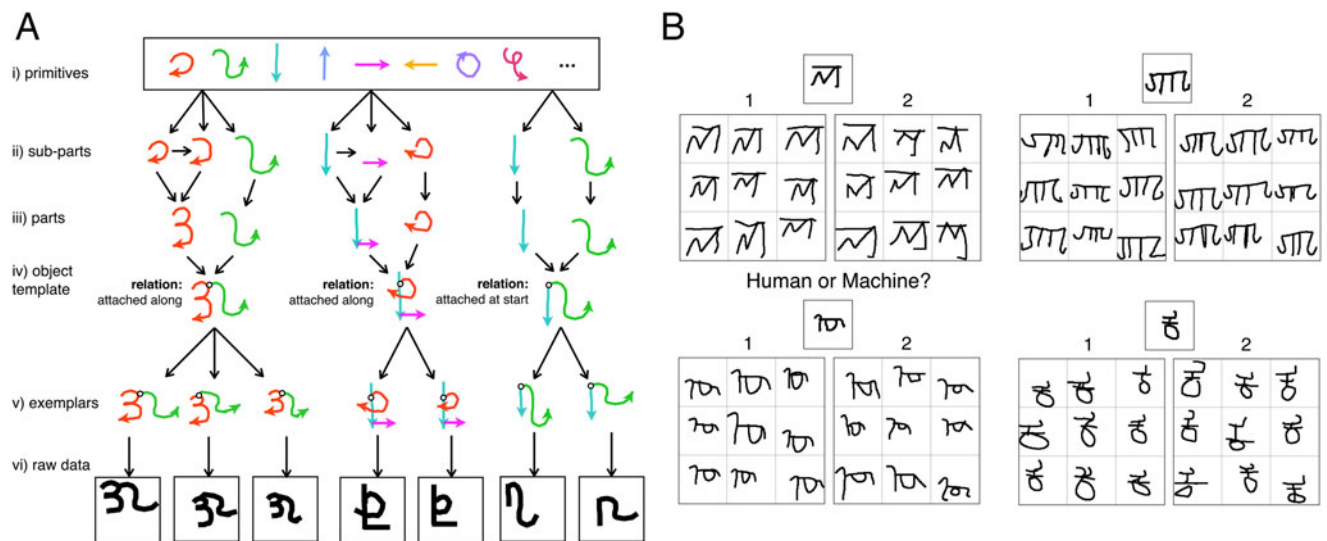 A
i) primitives
...
ii) sub-parts
iii) parts
iv) object
template
relation:
attached along
relation:
attached along
relation:
attached at start
v) exemplars
vi) raw data
B
1 2
1 2
Human or Machine?
1 2
1 2